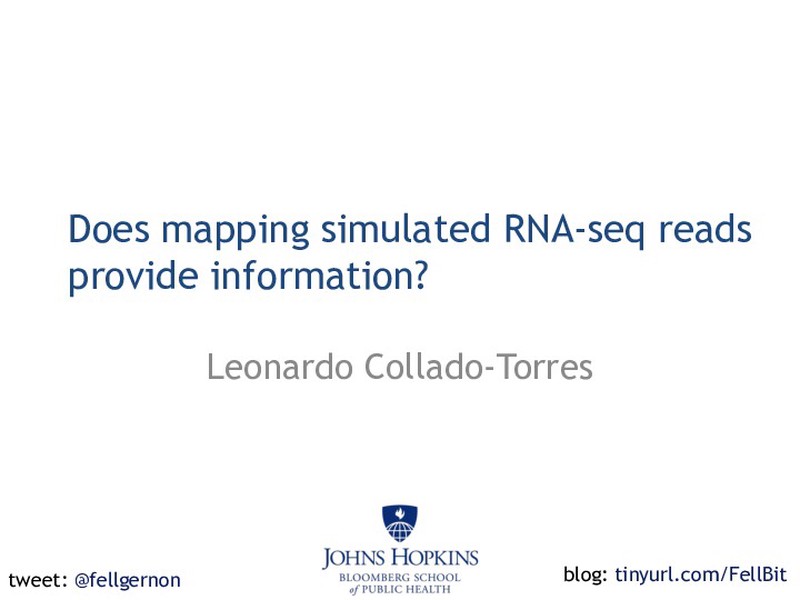 Does mapping simulated RNA-seq reads
provide information?
Leonardo Collado-Torres
JOHNS HOPKINS
BLOOMBERG SCHOOL
of PUBLIC HEALTH
tweet: @fellgernon
blog: tinyurl.com/FellBit